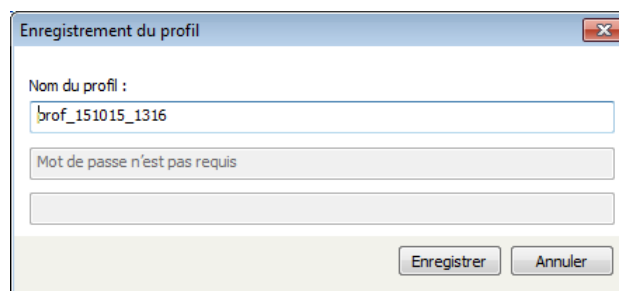 Enregistrement du profil
Nom du profil :
prof_151015_1316
Mot de passe n'est pas requis
Enregistrer Annuler